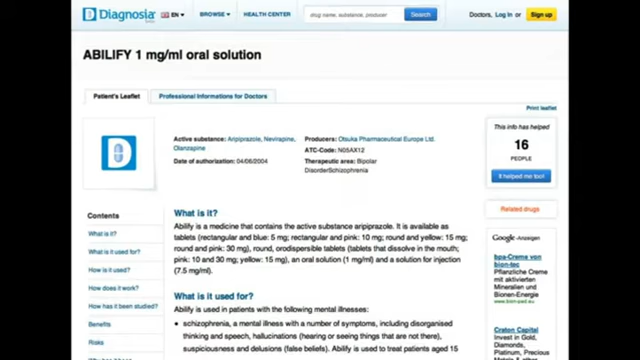 Diagnosia
EN
BROWSE
HEALTH CENTER
drug name, substance, producer
Search
Doctors, Log In or
Sign up
ABILIFY 1 mg/ml oral solution
Patient's Leaflet
Professional Informations for Doctors
Print leaflet
Active substance: Aripiprazole, Nevirapine,
Olanzapine
Date of authorization: 04/06/2004
Producers: Otsuka Pharmaceutical Europe Ltd.
ATC-Code: N05AX12
Therapeutic area: Bipolar
Disorder/Schizophrenia
This info has helped
16
PEOPLE
It helped me too!
Related drugs
Contents
What is it?
What is it used for?
How is it used?
How does it work?
How has it been studied?
Benefits
Risks
What is it?
Abilify is a medicine that contains the active substance aripiprazole. It is available as
tablets (rectangular and blue: 5 mg; rectangular and pink: 10 mg; round and yellow: 15 mg;
round and pink: 30 mg), round, orodispersible tablets (tablets that dissolve in the mouth;
pink: 10 and 30 mg; yellow: 15 mg), an oral solution (1 mg/ml) and a solution for injection
(7.5 mg/ml).
What is it used for?
Abilify is used in patients with the following mental illnesses:
• schizophrenia, a mental illness with a number of symptoms, including disorganised
thinking and speech, hallucinations (hearing or seeing things that are not there),
suspiciousness and delusions (false beliefs). Abilify is used to treat patients aged 15
Google-Anzeigen
bpa-Creme von
bion-tec
Pflanzliche Creme
mit aktivierten
Mineralien und
Bionen-Energie
Craton Capital
Invest in Gold,
Diamonds,
Platinum,